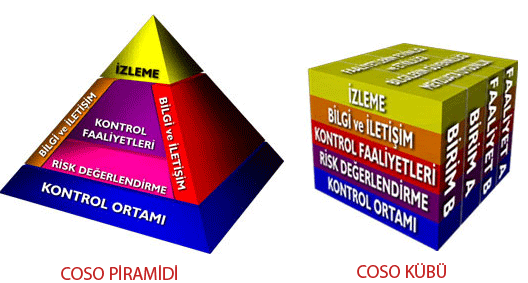 İZLEME
BİLGİ ve İLETİŞİM
BİLGİ ve İLETİŞİM
KONTROL
FAALİYETLERİ
RİSK DEĞERLENDİRME
KONTROL ORTAMI
COSO PİRAMİDİ
İZLEME
BİLGİ ve İLETİŞİM
KONTROL FAALİYETLERİ
RİSK DEĞERLENDİRME
KONTROL ORTAMI
BİRİM B
BİRİM A
FAALİYET B
FAALİYET A
COSO KÜBÜ